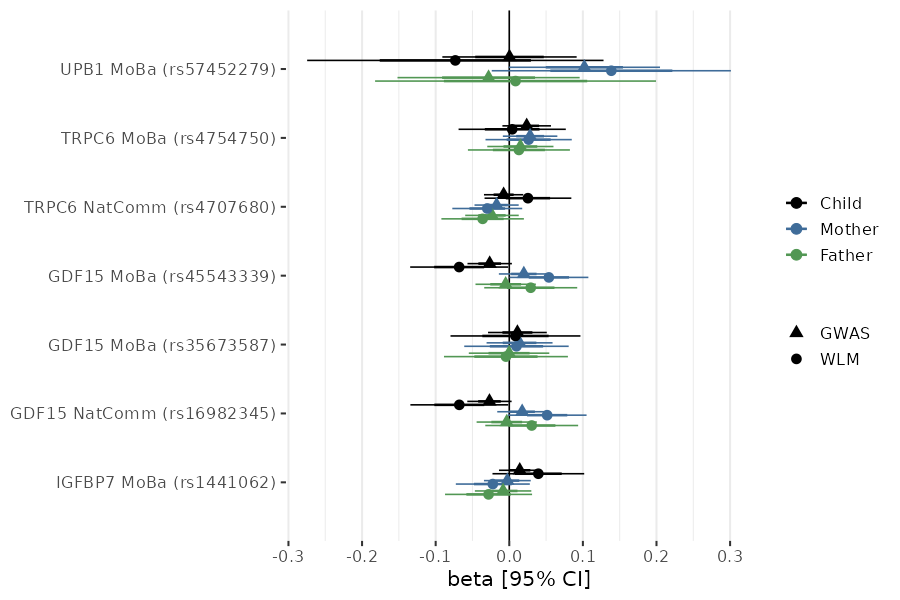 UPB1 MoBa (rs57452279)
TRPC6 MoBa (rs4754750)
TRPC6 NatComm (rs4707680)
GDF15 MoBa (rs45543339)
GDF15 MoBa (rs35673587)
GDF15 NatComm (rs16982345)
IGFBP7 MoBa (rs1441062)
-0.3 -0.2 -0.1 0.0 0.1 0.2 0.3
beta [95% CI]
Child
Mother
Father
GWAS
WLM